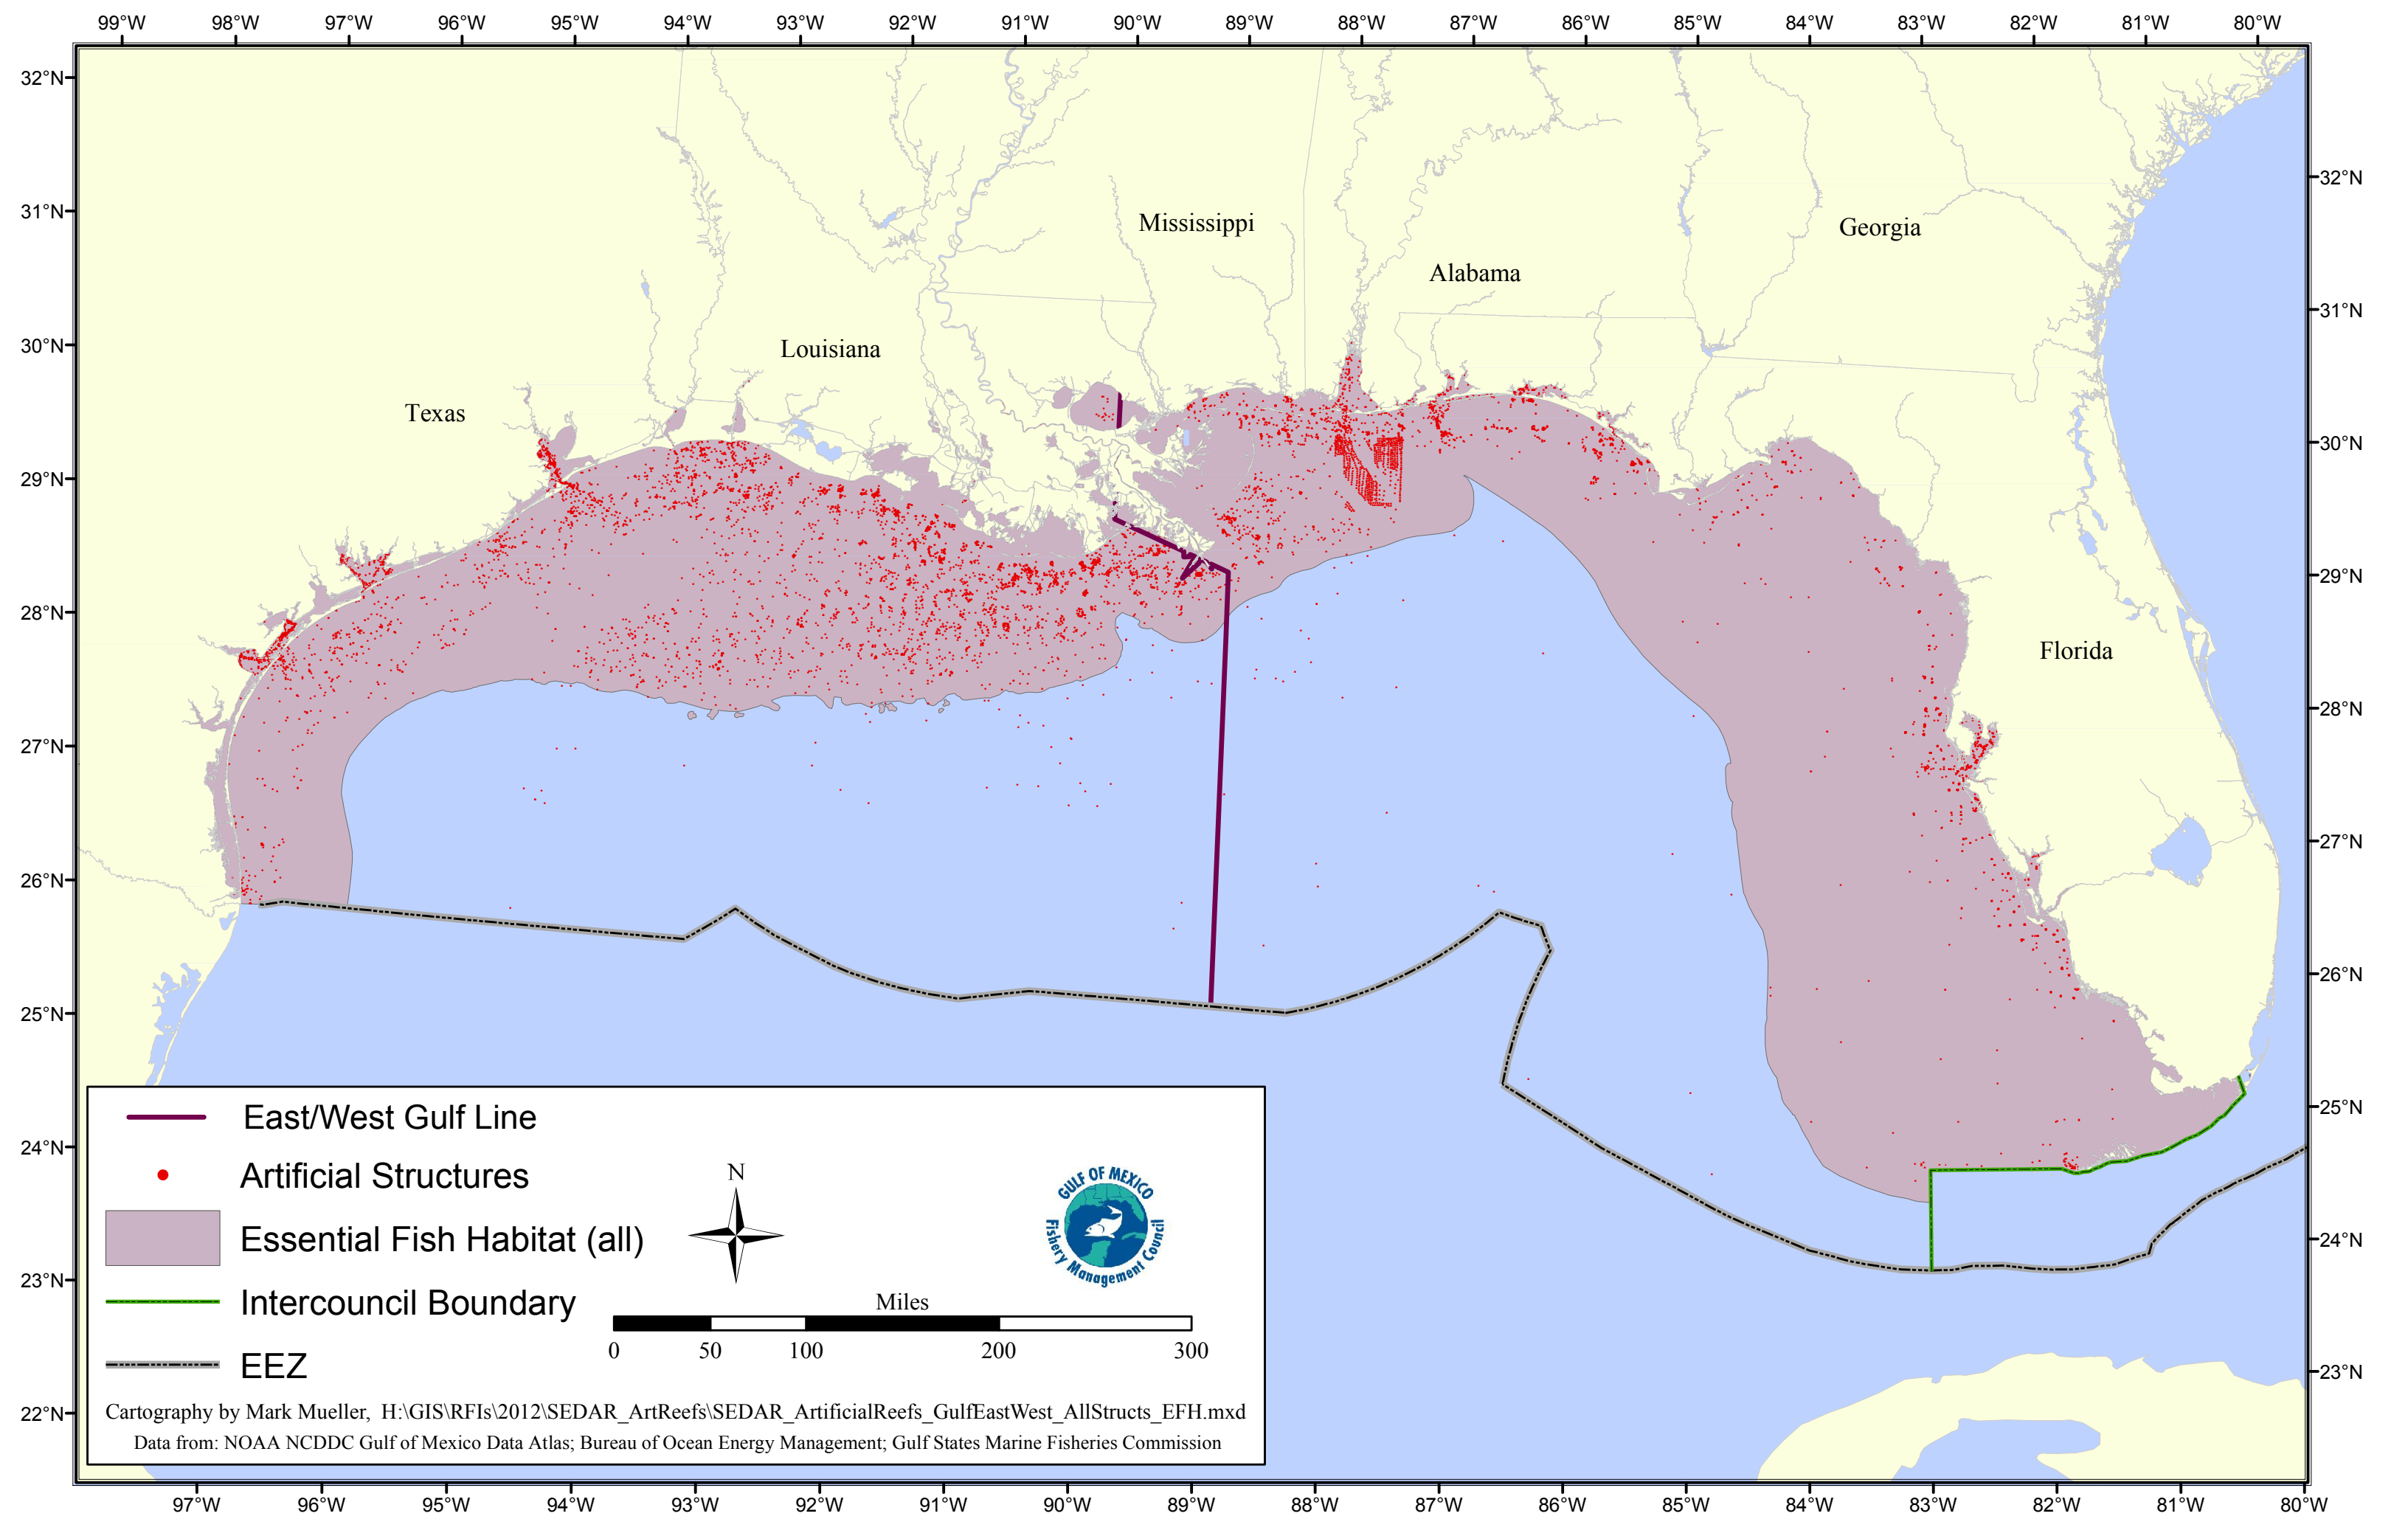 99°W 98°W 97°W 96°W 95°W 94°W 93°W 92°W 91°W 90°W 89°W 88°W 87°W 86°W 85°W 84°W 83°W 82°W 81°W 80°W
32°N
32°N
31°N
Mississippi
Georgia
Alabama
31°N
30°N
Louisiana
Texas
30°N
29°N
29°N
28°N
Florida
28°N
27°N
27°N
26°N
26°N
25°N
25°N
24°N
24°N
23°N
23°N
22°N
East/West Gulf Line
Artificial Structures
Essential Fish Habitat (all)
Intercouncil Boundary
EEZ
N
GULF OF MEXICO
Fishery Management Council
Miles
0 50 100 200 300
Cartography by Mark Mueller, H:\GIS\RFIs\2012\SEDAR_ArtReefs\SEDAR_ArtificialReefs_GulfEastWest_AllStructs_EFH.mxd
Data from: NOAA NCDDC Gulf of Mexico Data Atlas; Bureau of Ocean Energy Management; Gulf States Marine Fisheries Commission
97°W 96°W 95°W 94°W 93°W 92°W 91°W 90°W 89°W 88°W 87°W 86°W 85°W 84°W 83°W 82°W 81°W 80°W